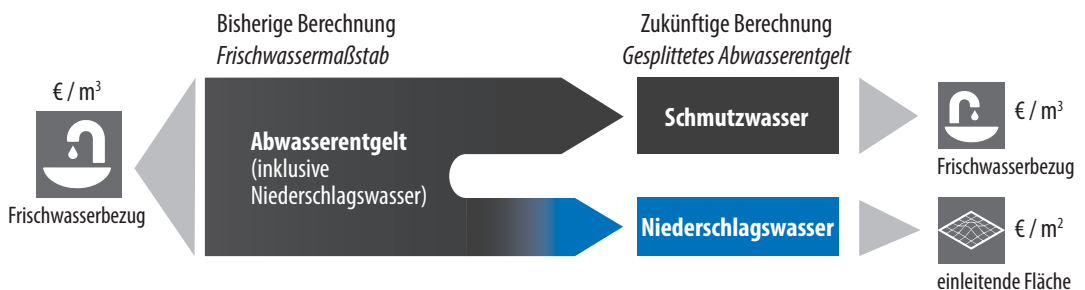 Bisherige Berechnung
Frischwassermaßstab
Zukünftige Berechnung
Gesplittetes Abwasserentgelt
€ / m³
Frischwasserbezug
Abwasserentgelt
(inklusive
Niederschlagswasser)
Schmutzwasser
€ / m³
Frischwasserbezug
Niederschlagswasser
€ / m²
einleitende Fläche